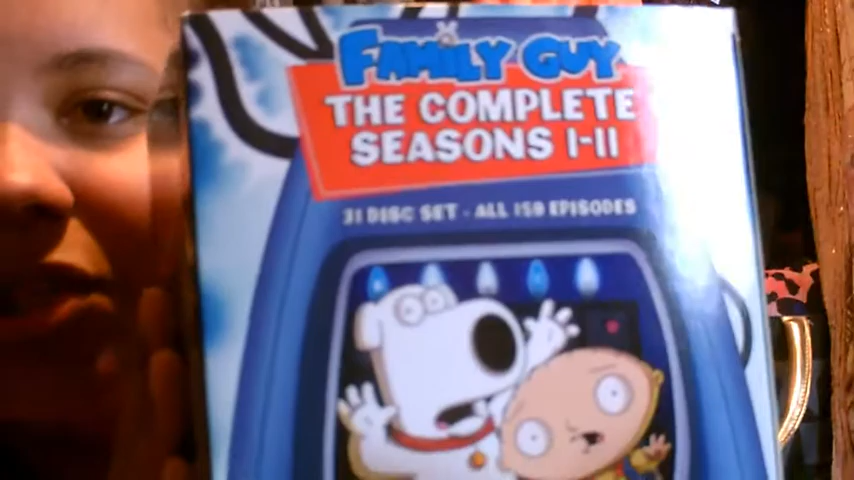 FAMILY GUY
THE COMPLETE
SEASONS 1-11
31 DISC SET - ALL 159 EPISODES